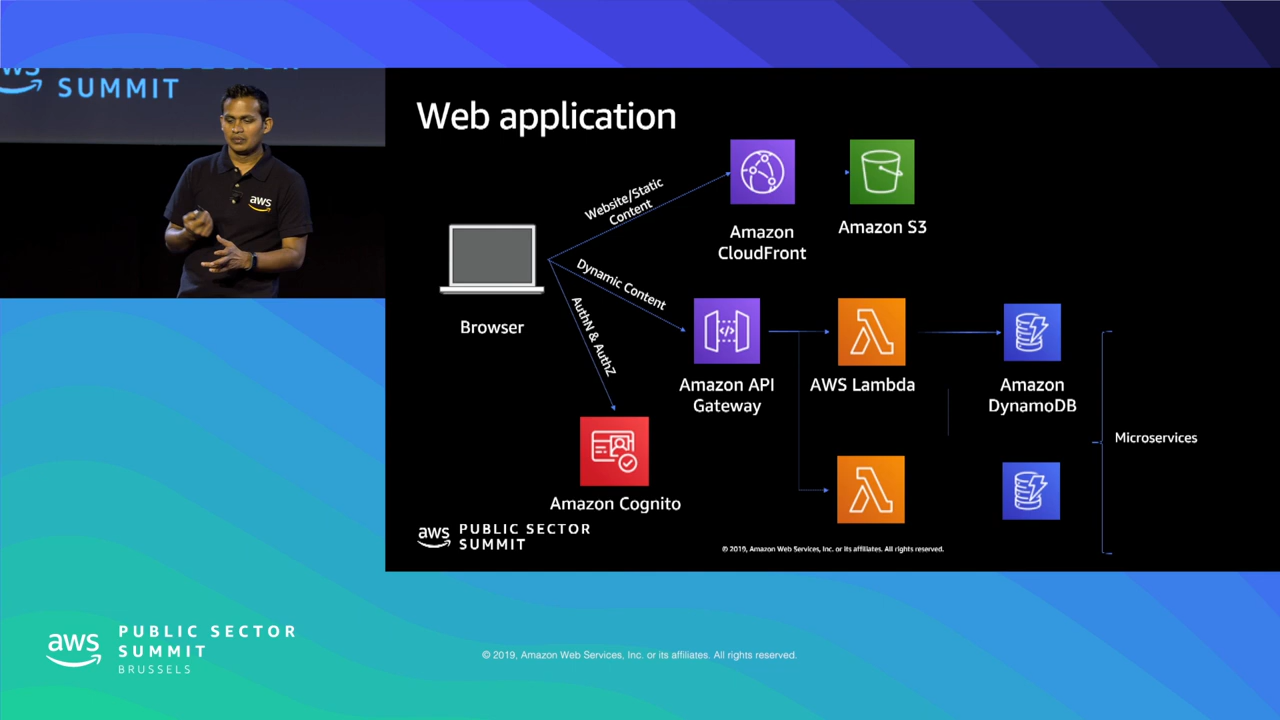 SUMMIT
aws
Web application
Website/Static
Content
Amazon
CloudFront
Amazon S3
Dynamic Content
AuthN & AuthZ
Browser
Amazon API
Gateway
AWS Lambda
Amazon
DynamoDB
Microservices
Amazon Cognito
aws PUBLIC SECTOR
SUMMIT
© 2019, Amazon Web Services, Inc. or its affiliates. All rights reserved.
aws PUBLIC SECTOR
SUMMIT
BRUSSELS
© 2019, Amazon Web Services, Inc. or its affiliates. All rights reserved.